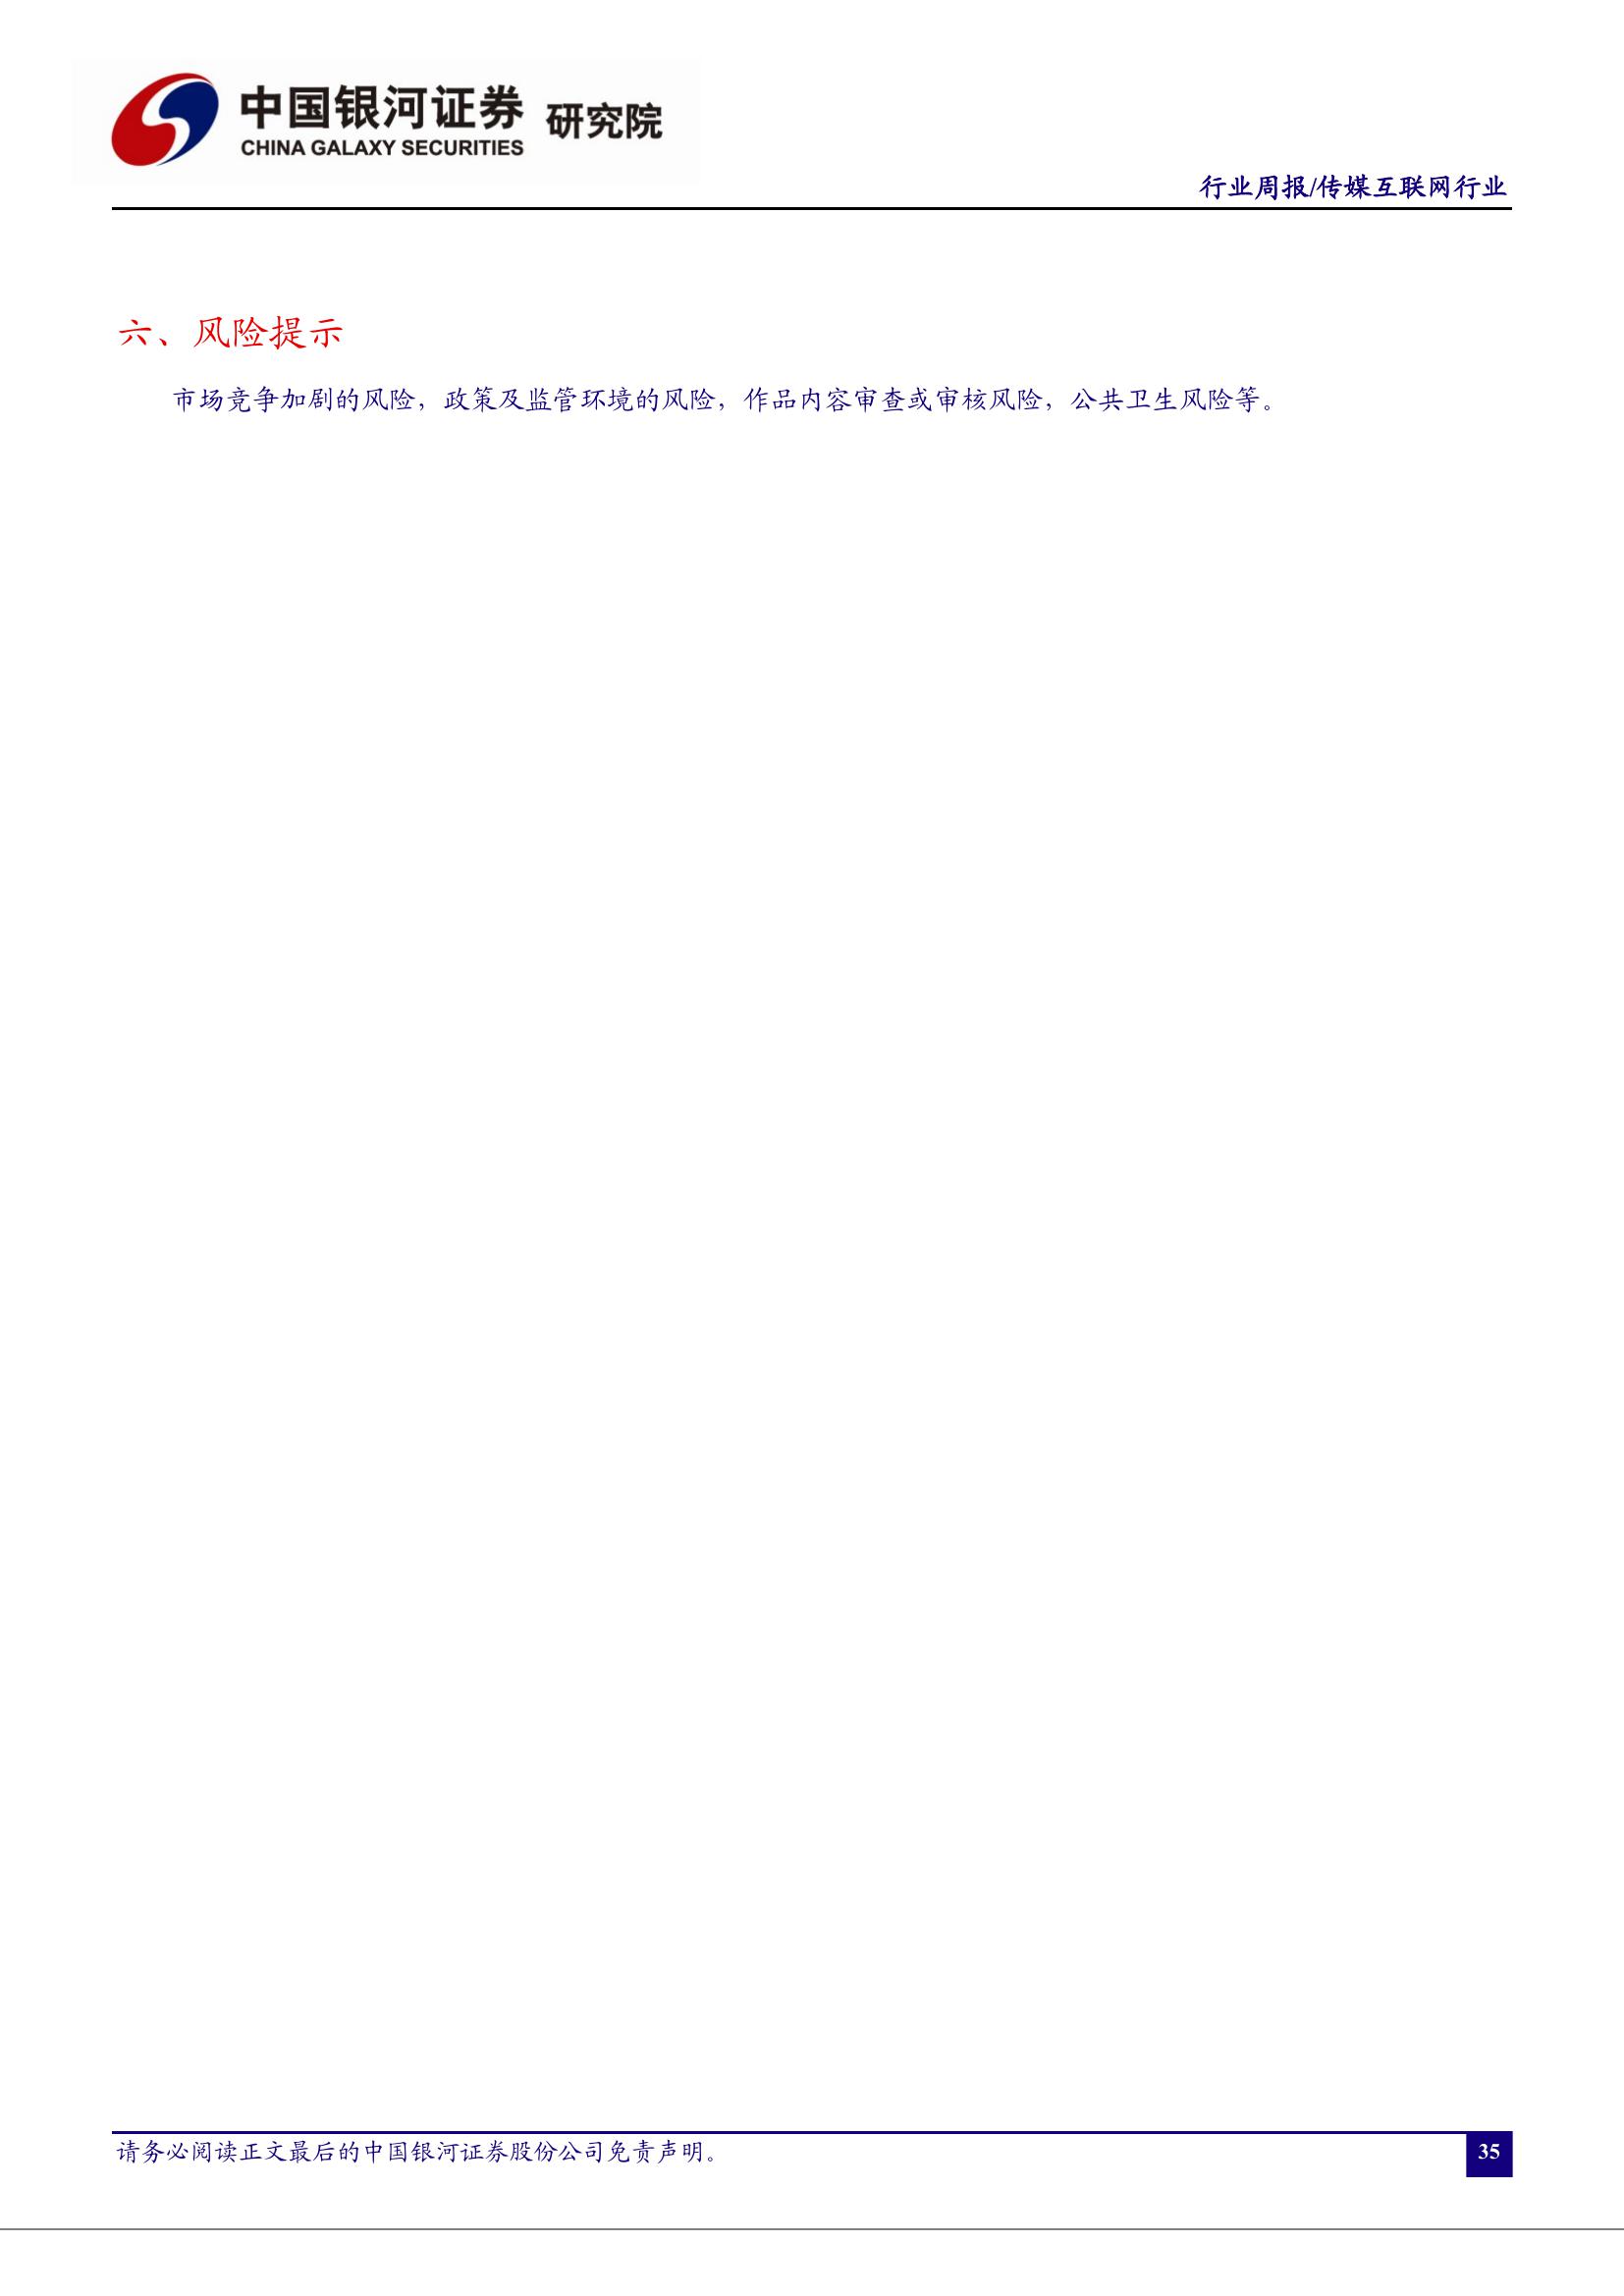 中国银河证券 研究院
CHINA GALAXY SECURITIES
行业周报/传媒互联网行业
六、风险提示
市场竞争加剧的风险，政策及监管环境的风险，作品内容审查或审核风险，公共卫生风险等。
请务必阅读正文最后的中国银河证券股份公司免责声明。
35